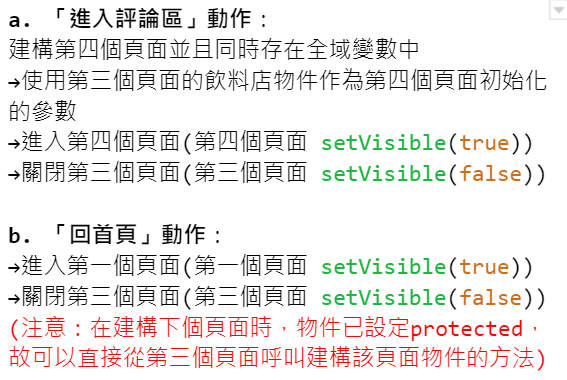 a. 「進入評論區」動作：
建構第四個頁面並且同時存在全域變數中
→使用第三個頁面的飲料店物件作為第四個頁面初始化
的參數
→進入第四個頁面(第四個頁面 setVisible(true))
→關閉第三個頁面(第三個頁面 setVisible(false))
b. 「回首頁」動作：
→進入第一個頁面(第一個頁面 setVisible(true))
→關閉第三個頁面(第三個頁面 setVisible(false))
(注意：在建構下個頁面時，物件已設定protected，
故可以直接從第三個頁面呼叫建構該頁面物件的方法)